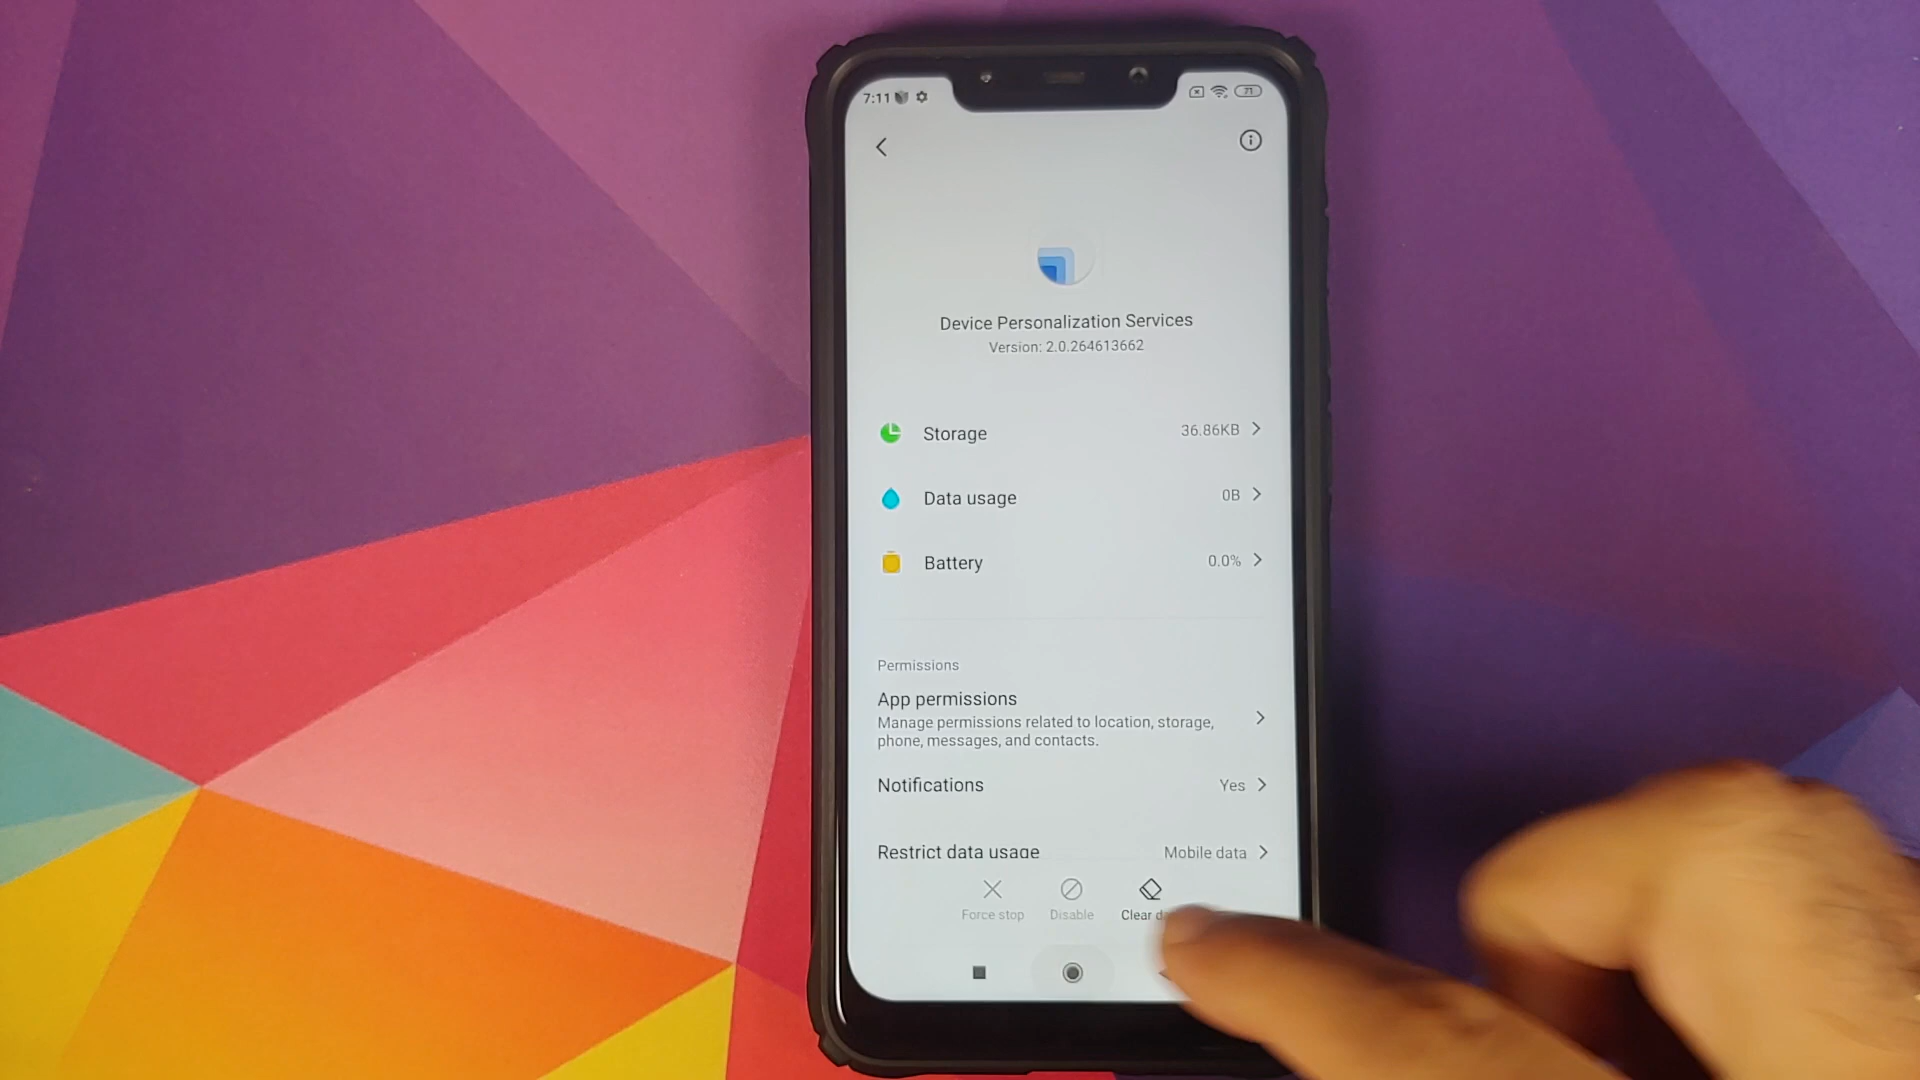 7:11
71
Device Personalization Services
Version: 2.0.264613662
Storage 36.86KB
Data usage 0B
Battery 0.0%
Permissions
App permissions
Manage permissions related to location, storage,
phone, messages, and contacts.
Notifications Yes
Restrict data usage Mobile data
Force stop Disable Clear